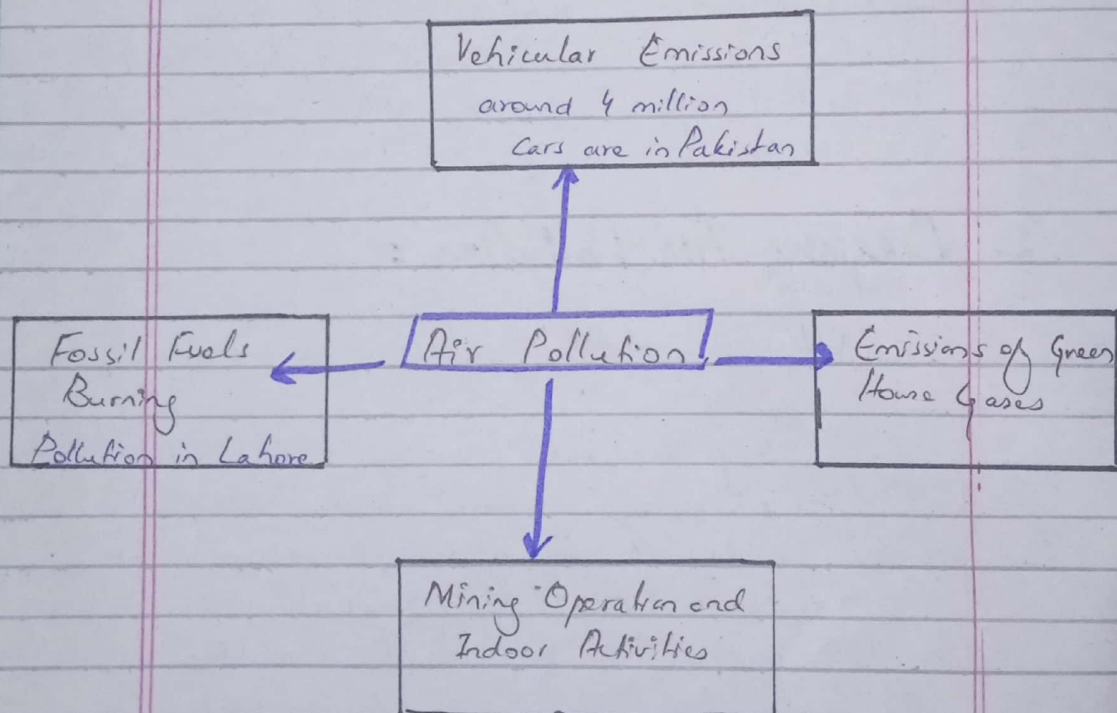 Vehicular Emissions
around 4 million
Cars are in Pakistan
Fossil Fuels
Burning
Pollution in Lahore
Air Pollution
Emissions of Green
House Gases
Mining Operation and
Indoor Activities